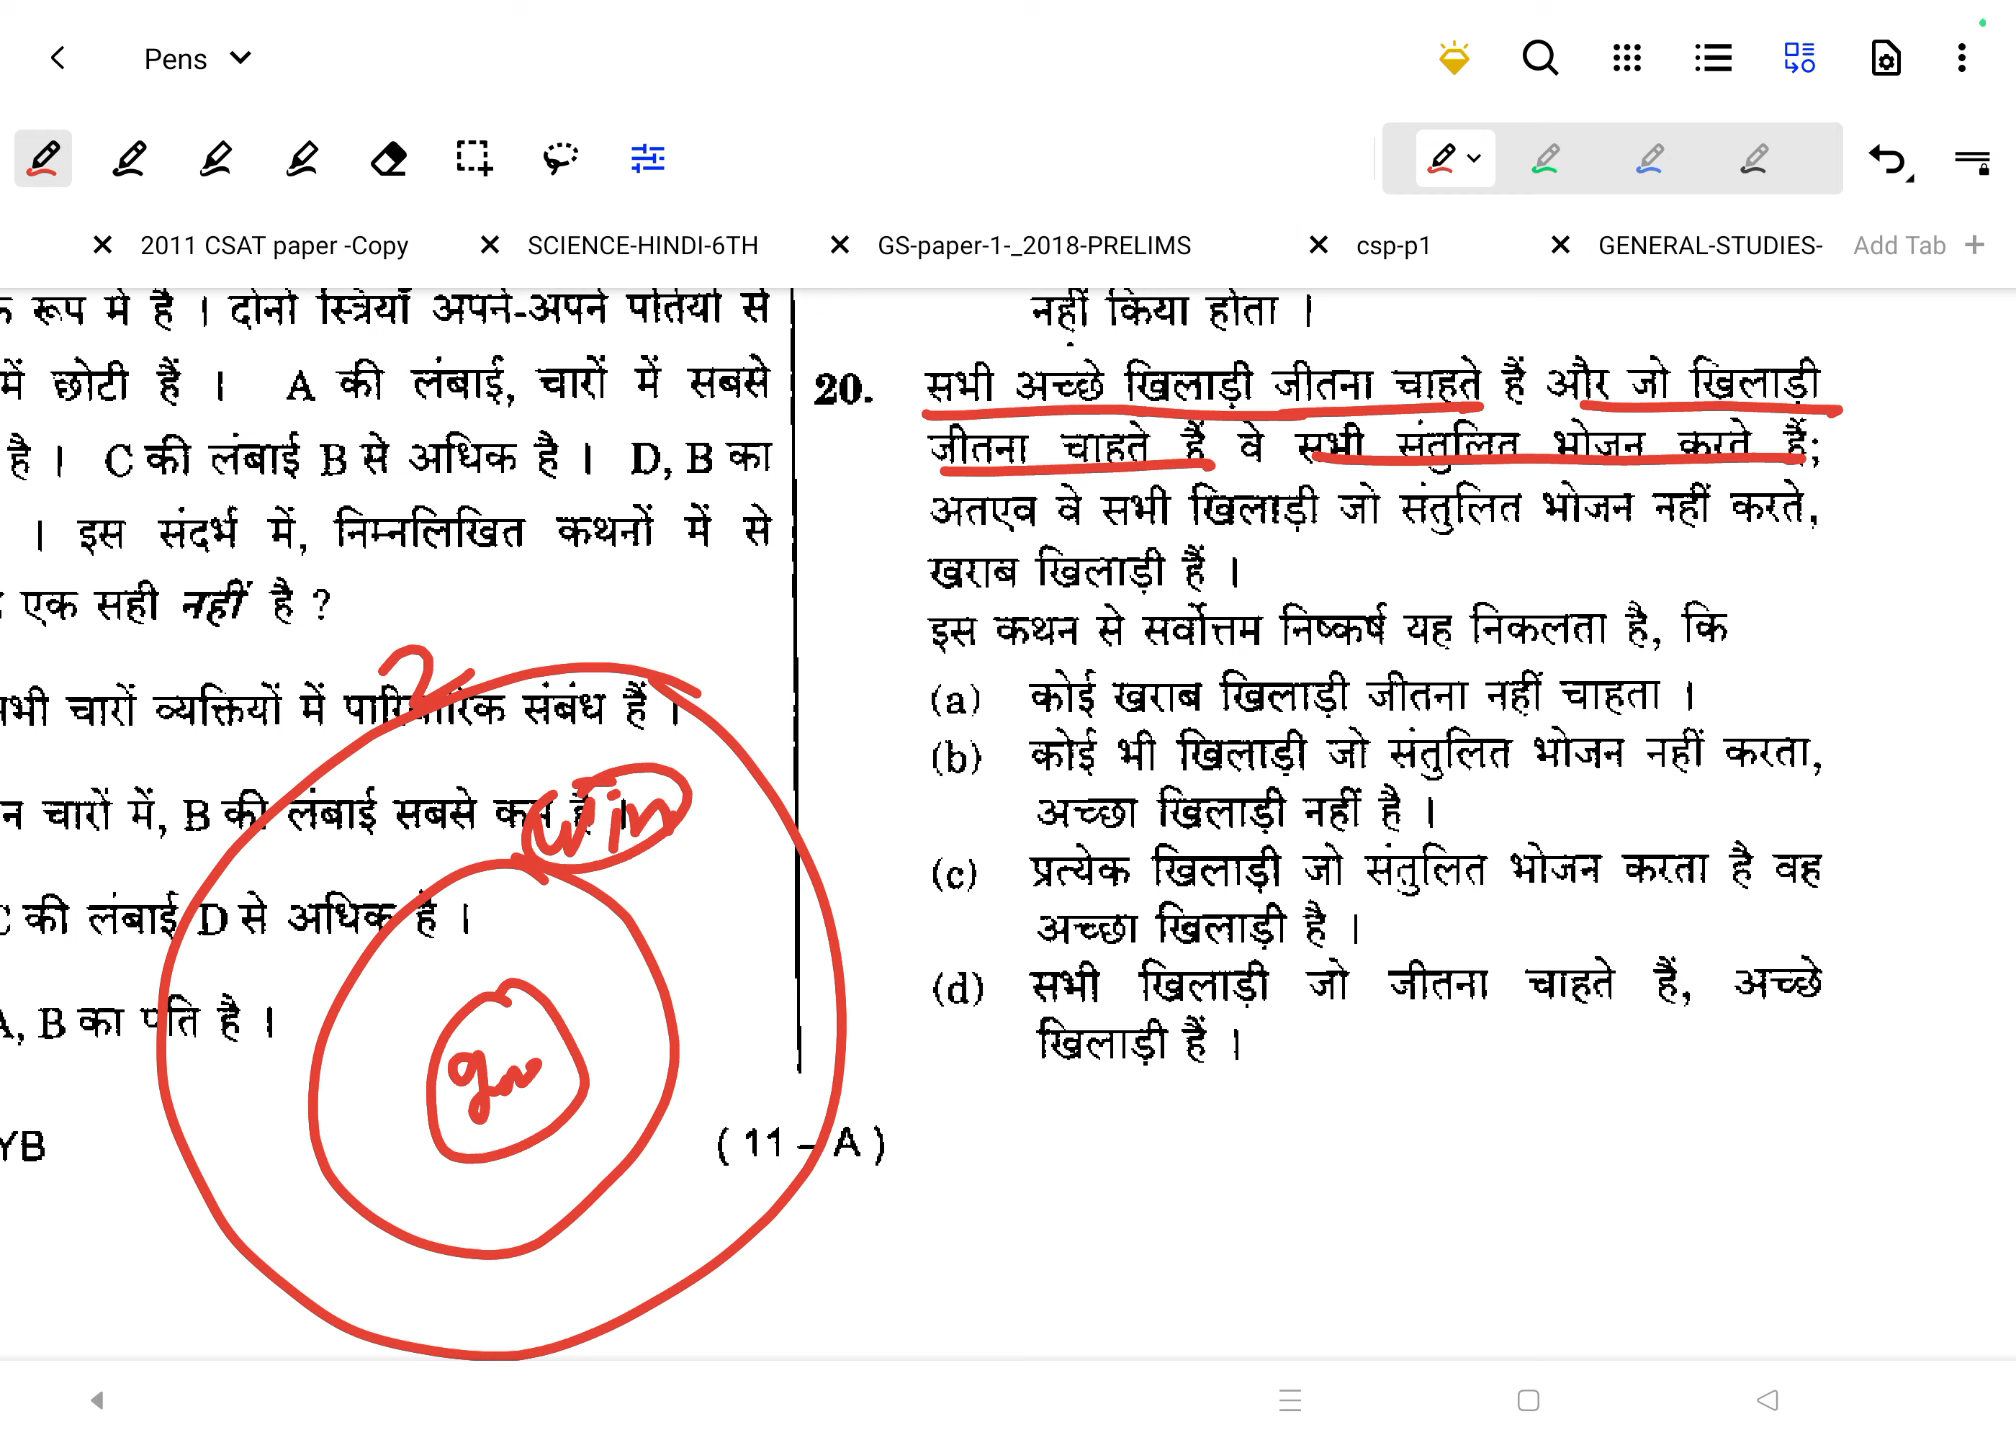 Pens
2011 CSAT paper -Copy
SCIENCE-HINDI-6TH
GS-paper-1-_2018-PRELIMS
csp-p1
GENERAL-STUDIES-
Add Tab +
रूप में है । दोनों स्त्रियाँ अपने-अपने पतियों से
में छोटी हैं । A की लंबाई, चारों में सबसे
है । C की लंबाई B से अधिक है । D, B का
। इस संदर्भ में, निम्नलिखित कथनों में से
एक सही नहीं है ?
चारों व्यक्तियों में पारिवारिक संबंध हैं ।
चारों में, B की लंबाई सबसे कम है ।
C की लंबाई D से अधिक है ।
A, B का पति है ।
YB
( 11 – A )
2
win
नहीं किया होता ।
20. सभी अच्छे खिलाड़ी जीतना चाहते हैं और जो खिलाड़ी
जीतना चाहते हैं वे सभी संतुलित भोजन करते हैं;
अतएव वे सभी खिलाड़ी जो संतुलित भोजन नहीं करते,
खराब खिलाड़ी हैं ।
इस कथन से सर्वोत्तम निष्कर्ष यह निकलता है, कि
(a) कोई खराब खिलाड़ी जीतना नहीं चाहता ।
(b) कोई भी खिलाड़ी जो संतुलित भोजन नहीं करता,
अच्छा खिलाड़ी नहीं है ।
(c) प्रत्येक खिलाड़ी जो संतुलित भोजन करता है वह
अच्छा खिलाड़ी है ।
(d) सभी खिलाड़ी जो जीतना चाहते हैं, अच्छे
खिलाड़ी हैं ।